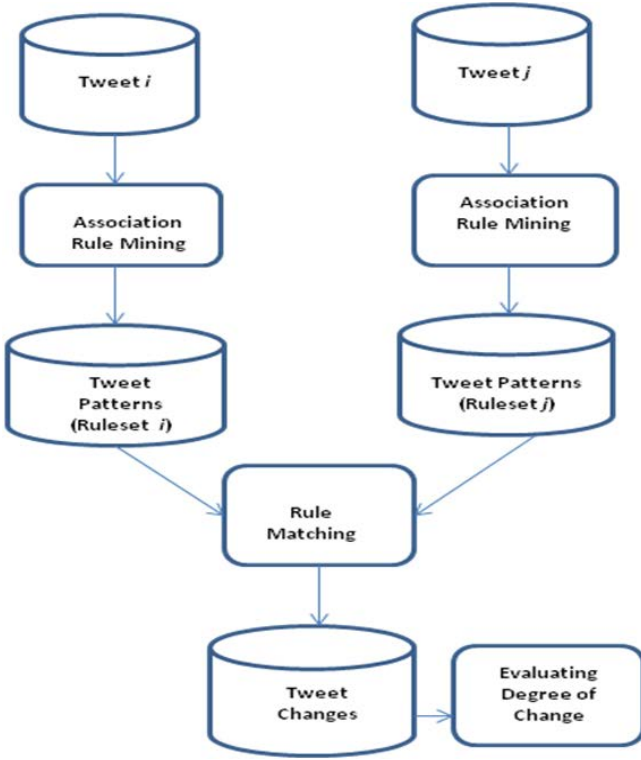 Tweet i
Tweet j
Association
Rule Mining
Association
Rule Mining
Tweet
Patterns
(Ruleset i)
Tweet Patterns
(Ruleset j)
Rule
Matching
Tweet
Changes
Evaluating
Degree of
Change